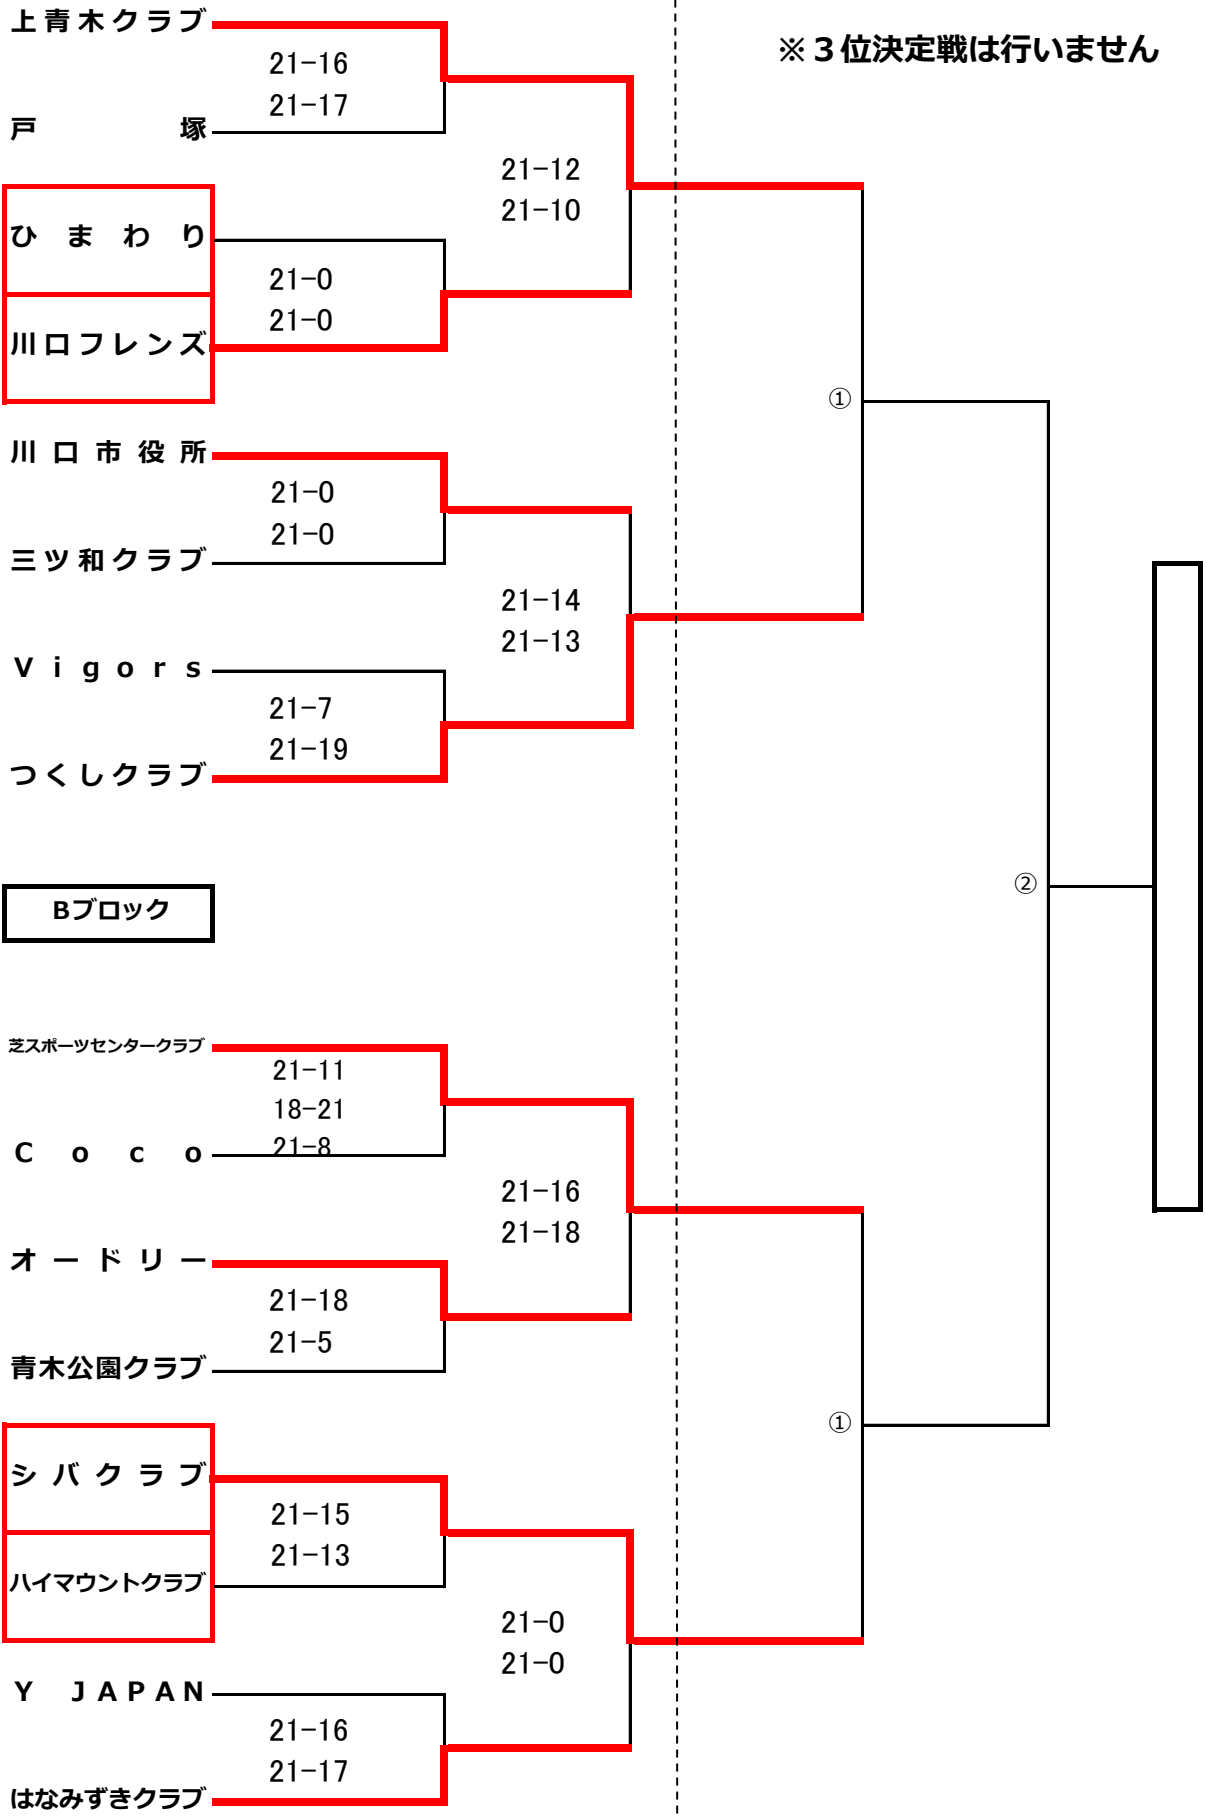 上青木クラブ
※３位決定戦は行いません
21−16
21−17
戸塚
21−12
21−10
ひまわり
21−0
21−0
川口フレンズ
①
川口市役所
21−0
21−0
三ツ和クラブ
21−14
21−13
Vigors
21−7
21−19
つくしクラブ
②
Bブロック
芝スポーツセンタークラブ
21−11
18−21
21−8
Coco
21−16
21−18
オードリー
21−18
21−5
青木公園クラブ
①
シバクラブ
21−15
21−13
ハイマウントクラブ
21−0
21−0
Y JAPAN
21−16
21−17
はなみずきクラブ